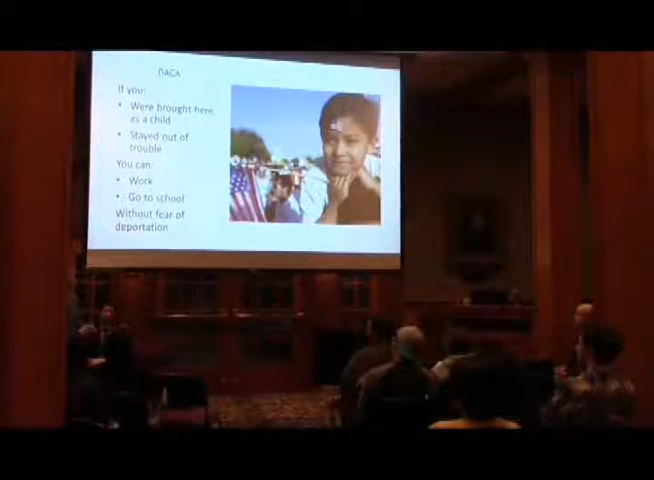 DACA
If you:
• Were brought here
as a child
• Stayed out of
trouble
You can:
• Work
• Go to school
Without fear of
deportation